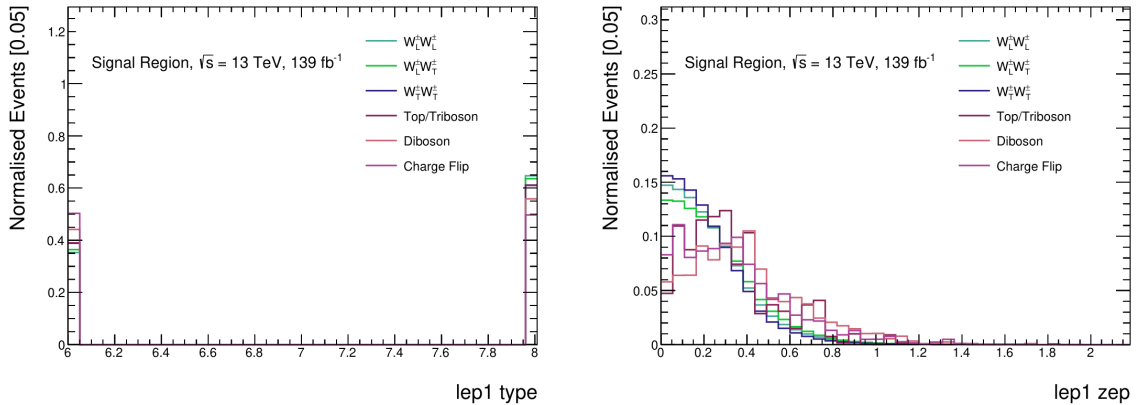 Normalised Events [0.05]
1.2
1
0.8
0.6
0.4
0.2
0
Signal Region, √s = 13 TeV, 139 fb⁻¹
W±LW±L
W±LW±T
W±TW±T
Top/Triboson
Diboson
Charge Flip
6 6.2 6.4 6.6 6.8 7 7.2 7.4 7.6 7.8 8
lep1 type
Normalised Events [0.05]
0.3
0.25
0.2
0.15
0.1
0.05
0
Signal Region, √s = 13 TeV, 139 fb⁻¹
W±LW±L
W±LW±T
W±TW±T
Top/Triboson
Diboson
Charge Flip
0 0.2 0.4 0.6 0.8 1.0 1.2 1.4 1.6 1.8 2.0
lep1 zep